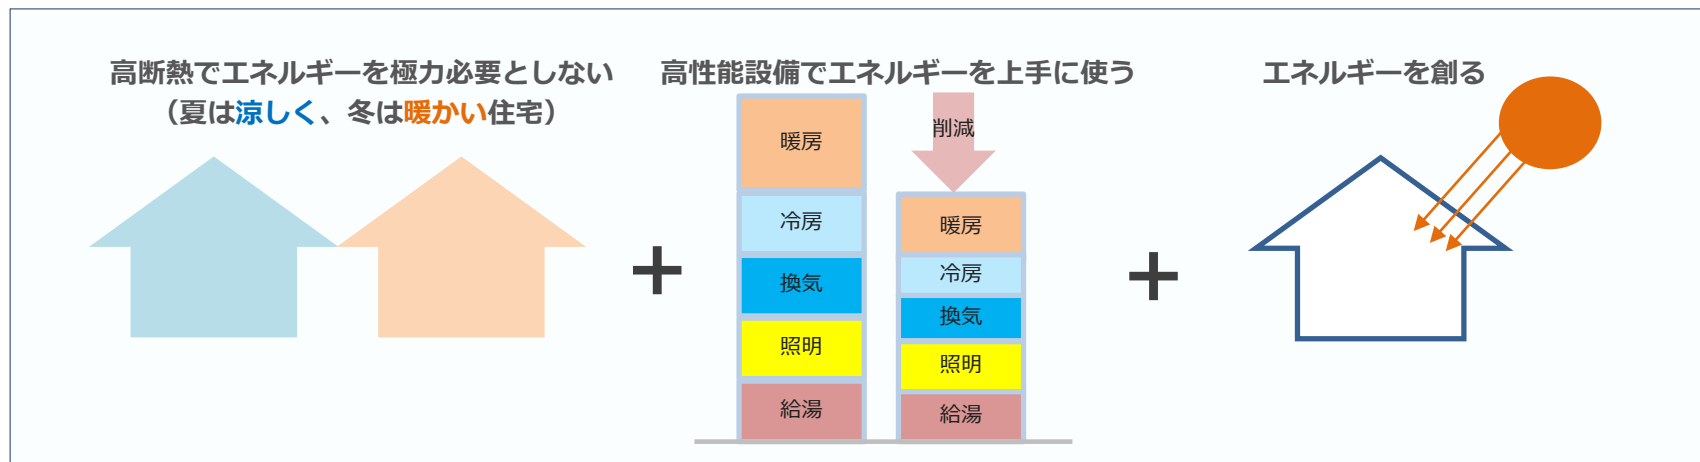 高断熱でエネルギーを極力必要としない
（夏は涼しく、冬は暖かい住宅）
高性能設備でエネルギーを上手に使う
暖房
冷房
換気
照明
給湯
削減
暖房
冷房
換気
照明
給湯
エネルギーを創る